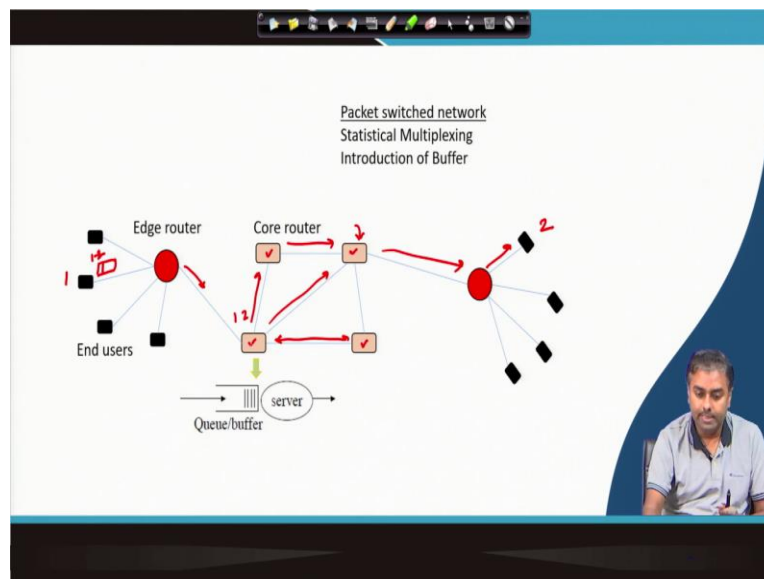 Packet switched network
Statistical Multiplexing
Introduction of Buffer
Edge router
Core router
2
1
12
End users
server
Queue/buffer